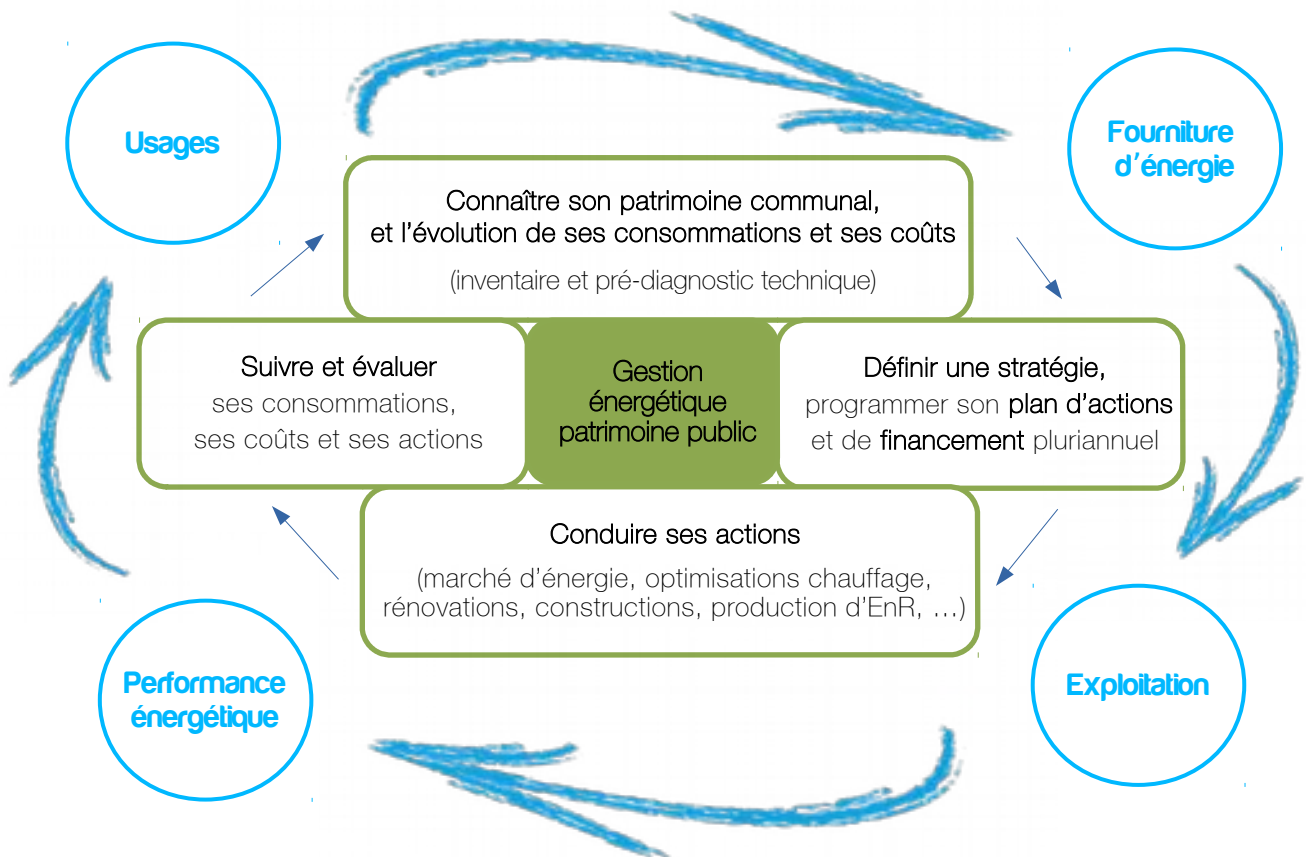 Usages
Fourniture
d'énergie
Connaître son patrimoine communal,
et l'évolution de ses consommations et ses coûts
(inventaire et pré-diagnostic technique)
Suivre et évaluer
ses consommations,
ses coûts et ses actions
Gestion
énergétique
patrimoine public
Définir une stratégie,
programmer son plan d'actions
et de financement pluriannuel
Conduire ses actions
(marché d'énergie, optimisations chauffage,
rénovations, constructions, production d'EnR, ...)
Performance
énergétique
Exploitation